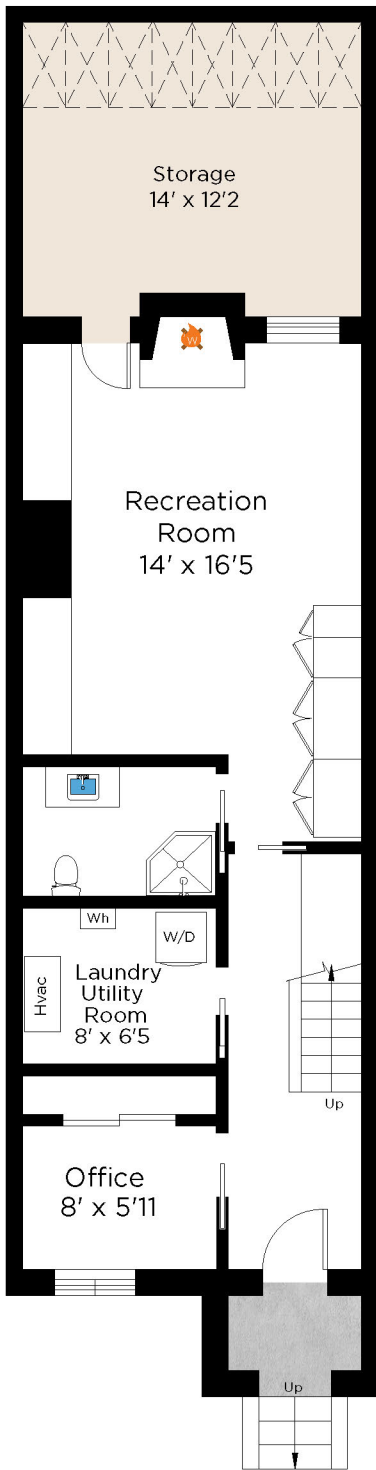 Storage
14' x 12'2
W
Recreation
Room
14' x 16'5
Wh
W/D
Hvac
Laundry
Utility
Room
8' x 6'5
Up
Office
8' x 5'11
Up